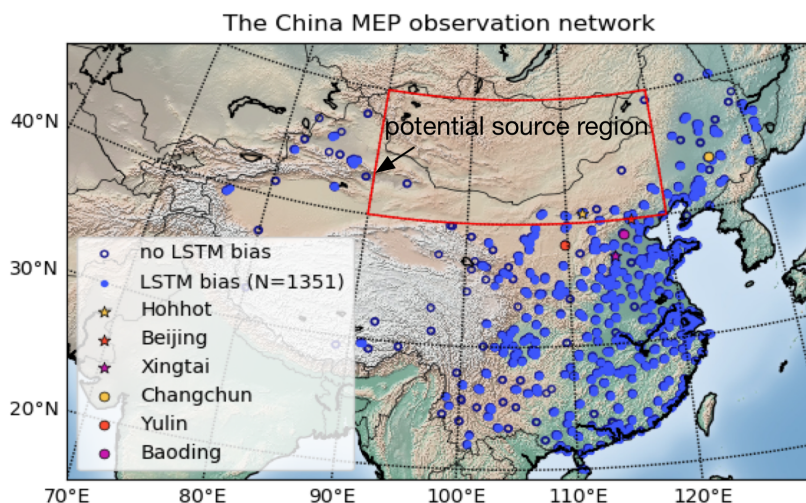 The China MEP observation network
40°N
30°N
20°N
potential source region
no LSTM bias
LSTM bias (N=1351)
Hohhot
Beijing
Xingtai
Changchun
Yulin
Baoding
70°E 80°E 90°E 100°E 110°E 120°E